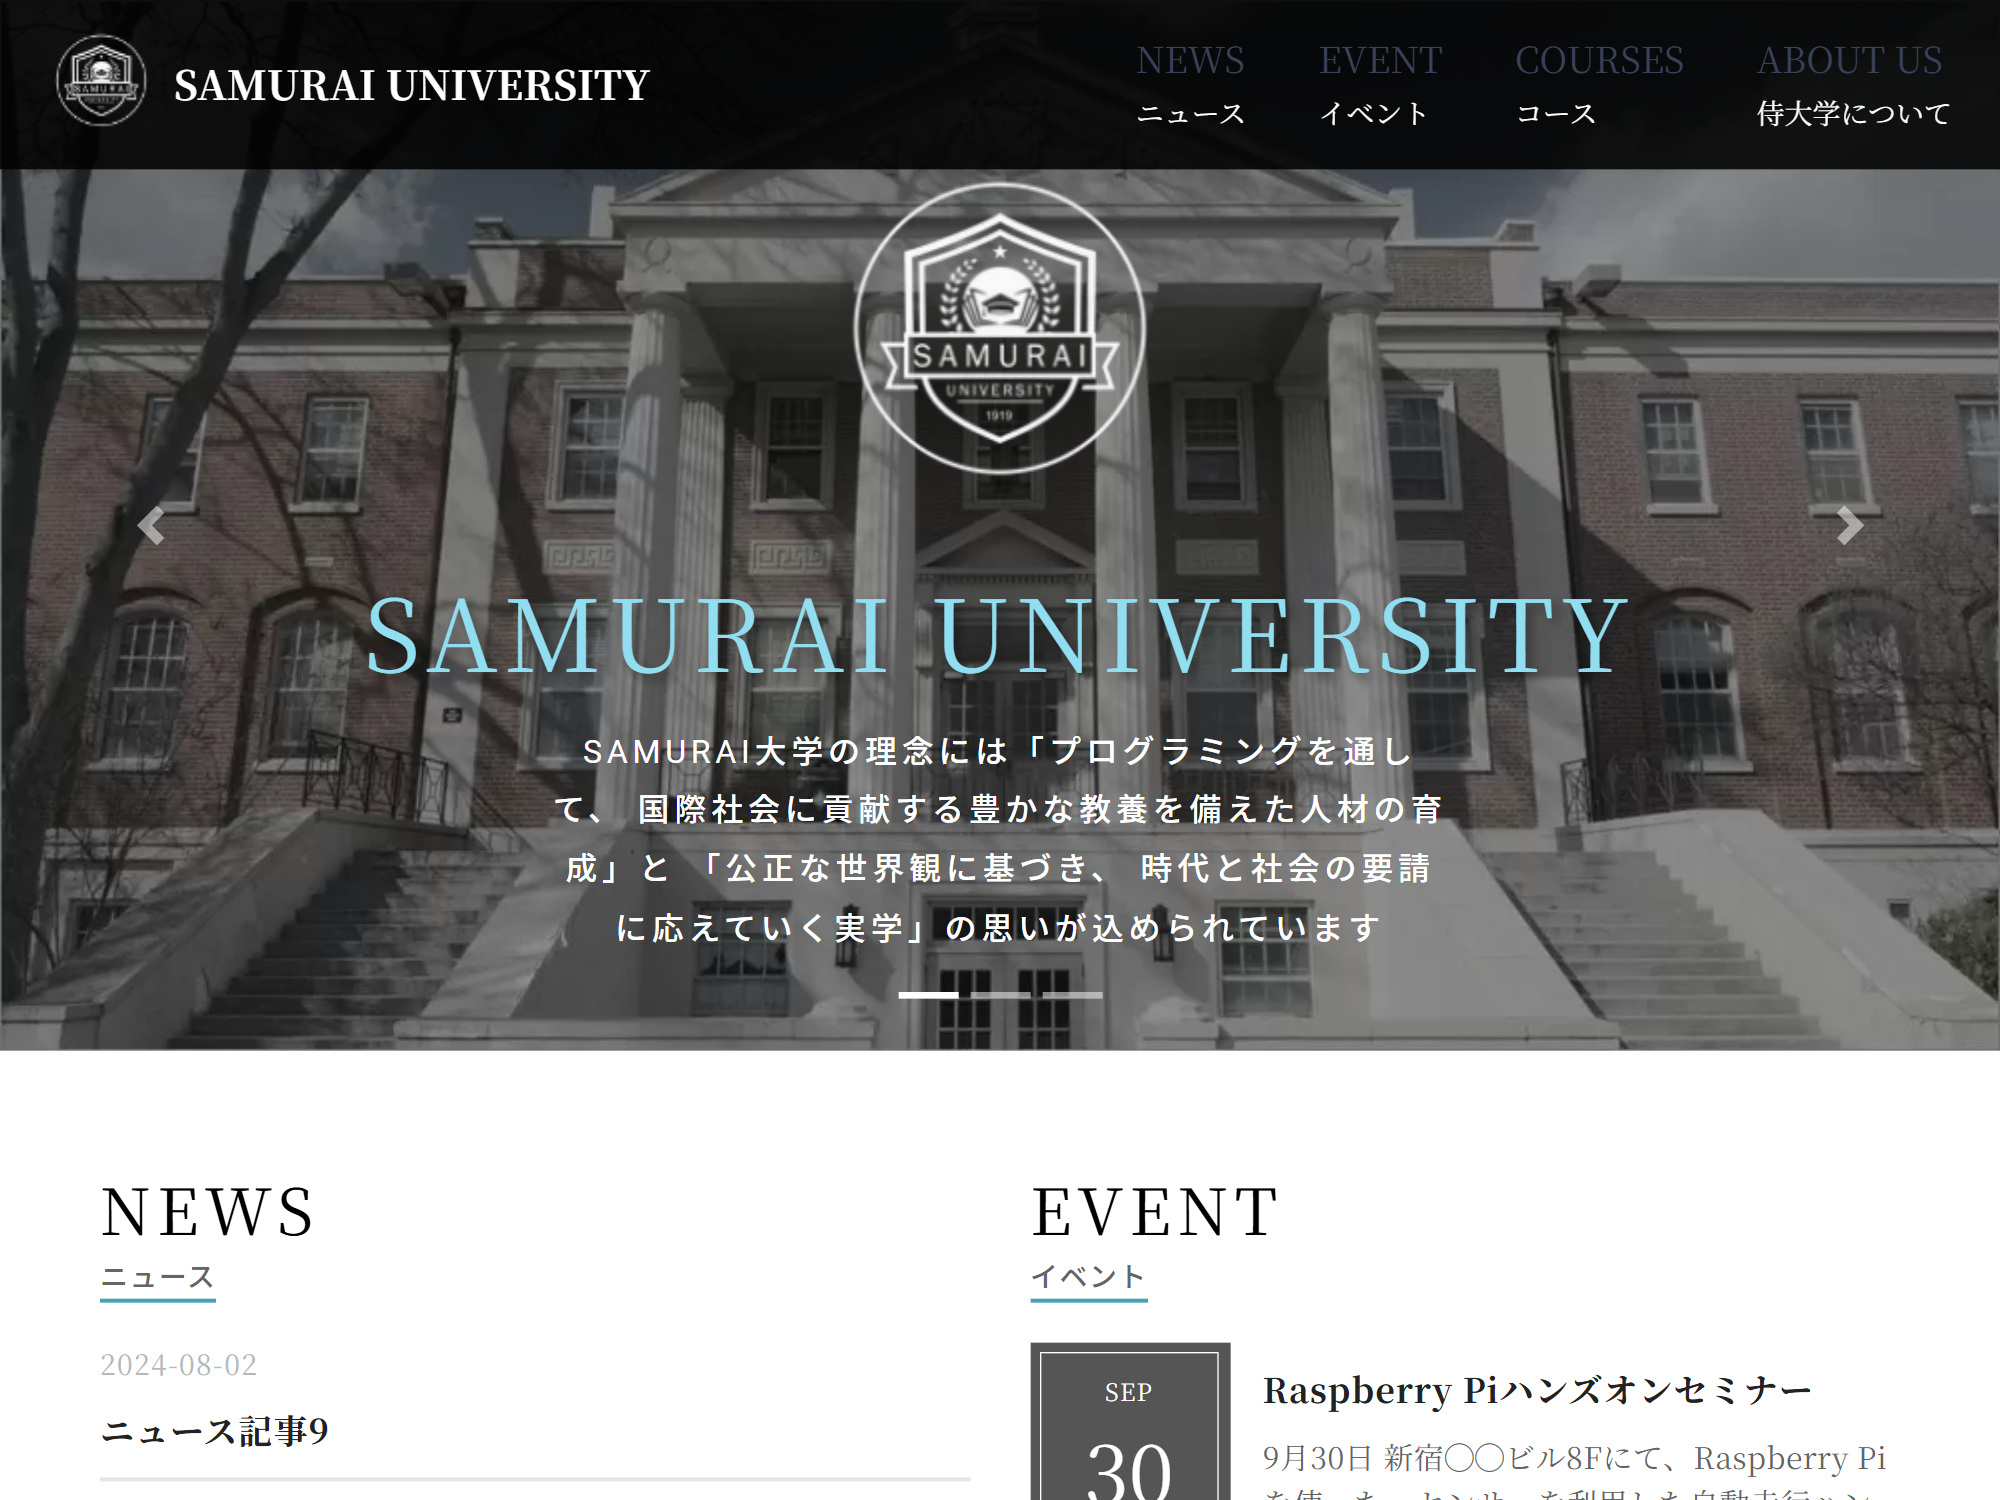 SAMURAI UNIVERSITY
NEWS
ニュース
EVENT
イベント
COURSES
コース
ABOUT US
侍大学について
SAMURAI
UNIVERSITY
1919
SAMURAI UNIVERSITY
SAMURAI大学の理念には「プログラミングを通し
て、 国際社会に貢献する豊かな教養を備えた人材の育
成」と 「公正な世界観に基づき、 時代と社会の要請
に応えていく実学」の思いが込められています
NEWS
ニュース
2024-08-02
ニュース記事9
EVENT
イベント
SEP
30
Raspberry Piハンズオンセミナー
9月30日 新宿◯◯ビル8Fにて、Raspberry Pi